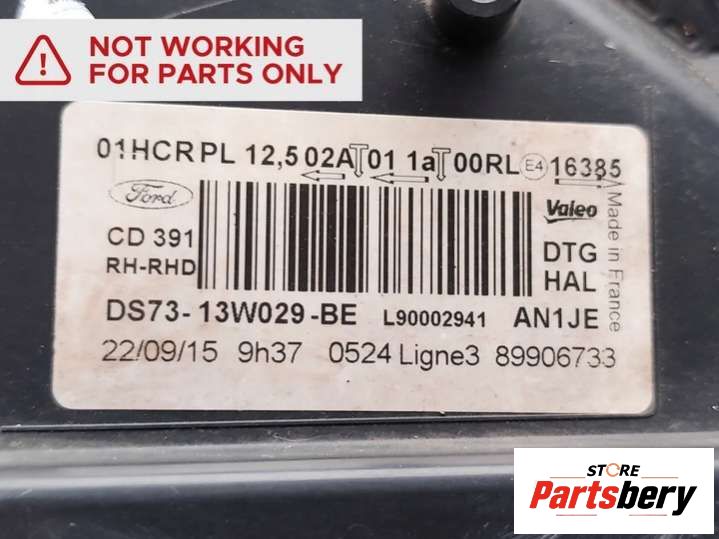 NOT WORKING
FOR PARTS ONLY
01HCRPL 12,5 02A 01 1a 00RL E4 16385
Ford
Valeo
Made in France
CD 391
DTG
RH-RHD
HAL
DS73-13W029-BE L90002941 AN1JE
22/09/15 9h37 0524 Ligne3 89906733
STORE
Partsbery